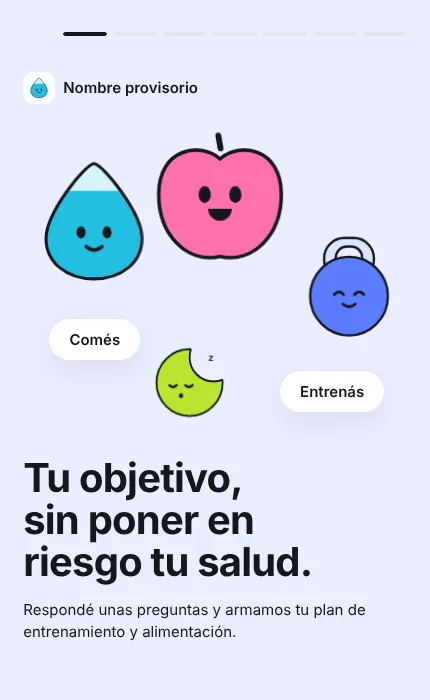 Nombre provisorio
Comés
z
Entrenás
Tu objetivo,
sin poner en
riesgo tu salud.
Respondé unas preguntas y armamos tu plan de
entrenamiento y alimentación.